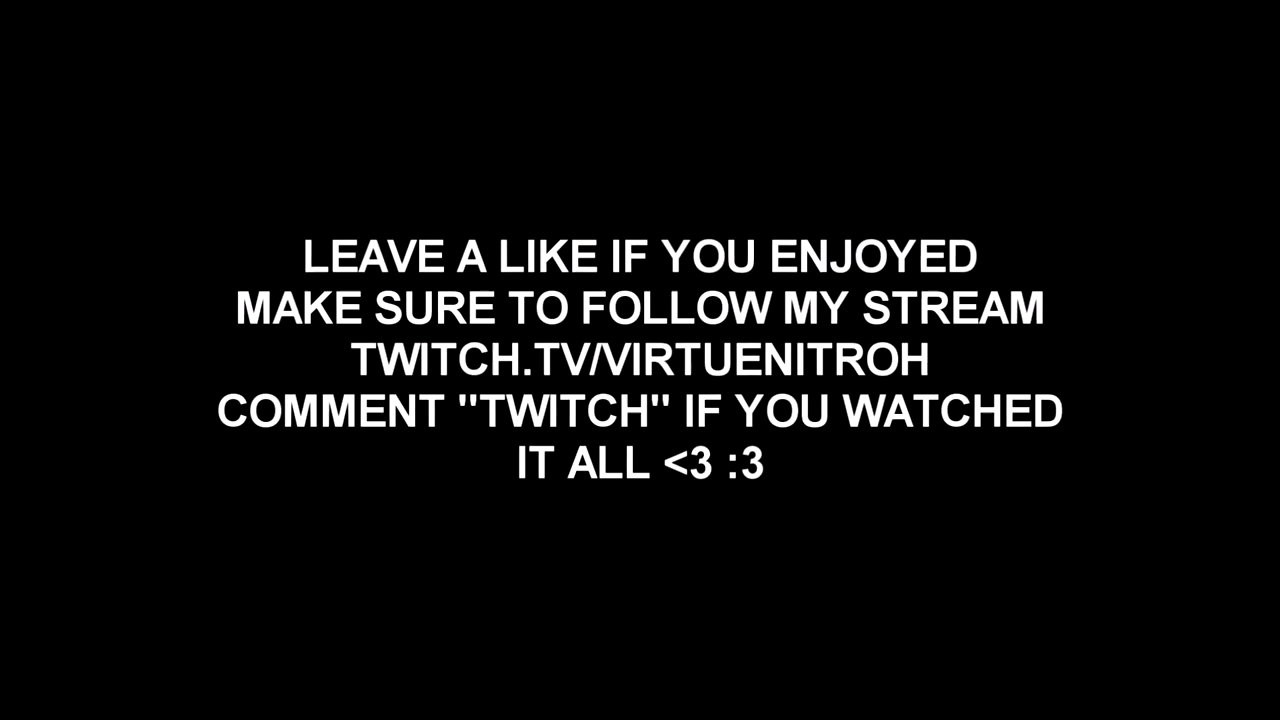 LEAVE A LIKE IF YOU ENJOYED
MAKE SURE TO FOLLOW MY STREAM
TWITCH.TV/VIRTUENITROH
COMMENT "TWITCH" IF YOU WATCHED
IT ALL <3 :3